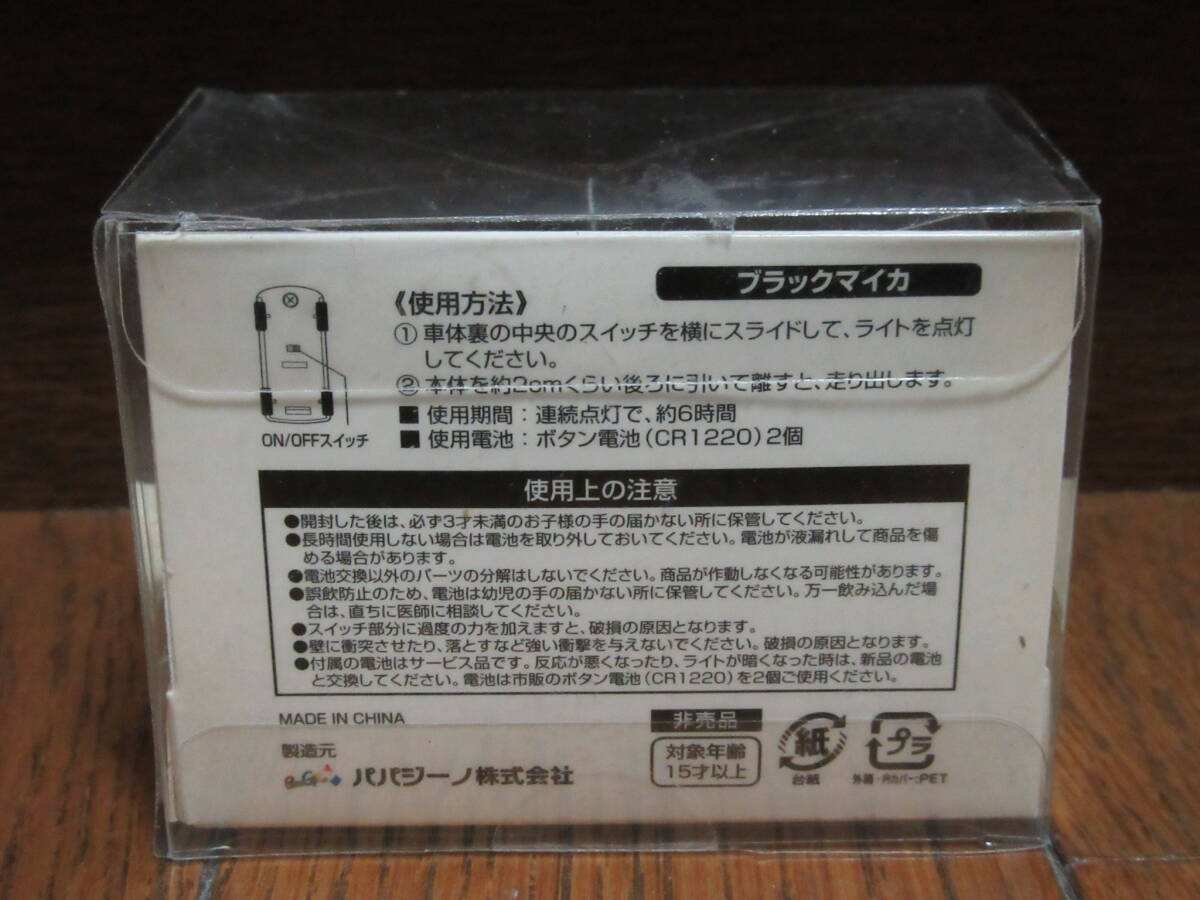 ブラックマイカ
《使用方法》
① 車体裏の中央のスイッチを横にスライドして、ライトを点灯
してください。
② 本体を約2cmくらい後ろに引いて離すと、走り出します。
■ 使用期間：連続点灯で、約6時間
■ 使用電池：ボタン電池（CR1220）2個
ON/OFFスイッチ
使用上の注意
●開封した後は、必ず3才未満のお子様の手の届かない所に保管してください。
●長時間使用しない場合は電池を取り外しておいてください。電池が液漏れして商品を傷
める場合があります。
●電池交換以外のパーツの分解はしないでください。商品が作動しなくなる可能性があります。
●誤飲防止のため、電池は幼児の手の届かない所に保管してください。万一飲み込んだ場
合は、直ちに医師に相談してください。
●スイッチ部分に過度の力を加えますと、破損の原因となります。
●壁に衝突させたり、落とすなど強い衝撃を与えないでください。破損の原因となります。
●付属の電池はサービス品です。反応が悪くなったり、ライトが暗くなった時は、新品の電池
と交換してください。電池は市販のボタン電池（CR1220）を2個ご使用ください。
MADE IN CHINA
製造元
パパジーノ株式会社
非売品
対象年齢
15才以上
紙
台紙
プラ
外箱・内カバー:PET